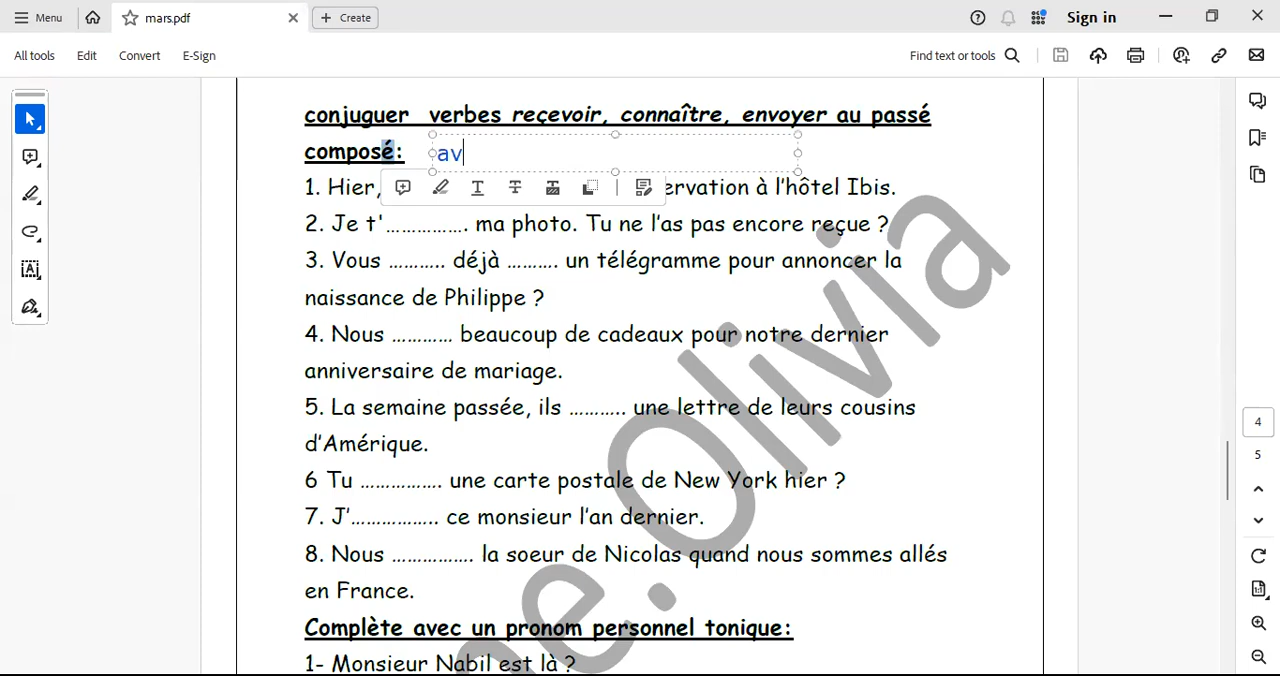 Menu
mars.pdf
Create
Sign in
All tools
Edit
Convert
E-Sign
Find text or tools
conjuguer verbes reçevoir, connaître, envoyer au passé
composé: av
1. Hier, ervation à l'hôtel Ibis.
2. Je t'……………. ma photo. Tu ne l'as pas encore reçue ?
3. Vous ……….. déjà ………. un télégramme pour annoncer la
naissance de Philippe ?
4. Nous ………… beaucoup de cadeaux pour notre dernier
anniversaire de mariage.
5. La semaine passée, ils ……….. une lettre de leurs cousins
d'Amérique.
6 Tu ……………. une carte postale de New York hier ?
7. J'…………….. ce monsieur l'an dernier.
8. Nous ……………. la soeur de Nicolas quand nous sommes allés
en France.
Complète avec un pronom personnel tonique:
1- Monsieur Nabil est là ?
4
5
e.Olivia